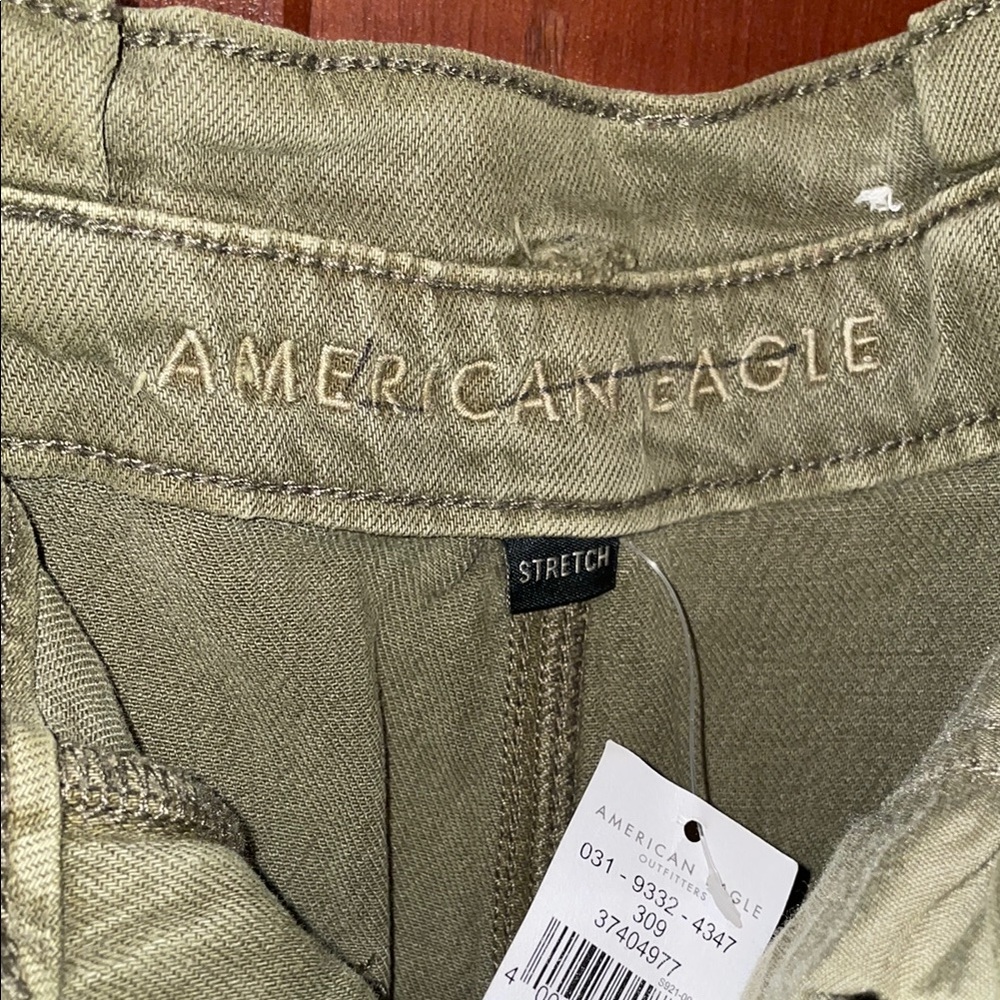 AMERICAN EAGLE
STRETCH
AMERICAN EAGLE
OUTFITTERS
031 - 9332 - 4347
309
37404977